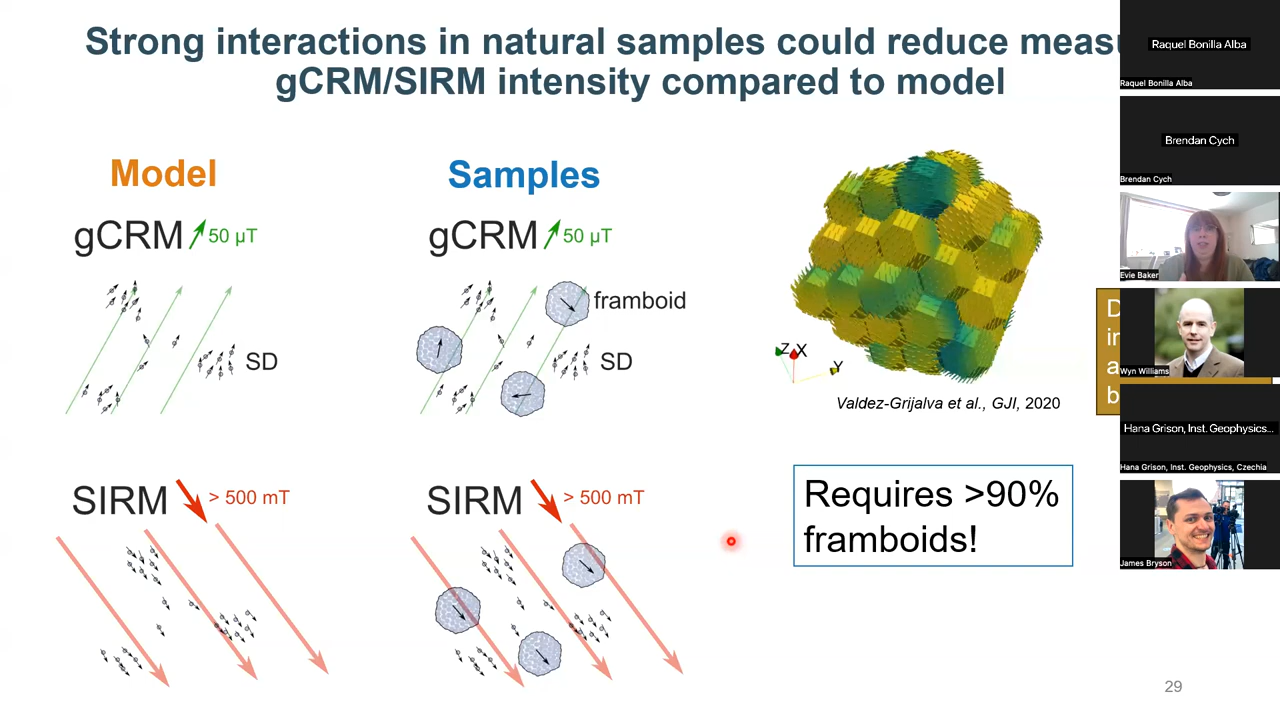 Strong interactions in natural samples could reduce
gCRM/SIRM intensity compared to model
Model
gCRM 50 µT
SD
SIRM > 500 mT
Samples
gCRM 50 µT
framboid
SD
SIRM > 500 mT
Z X
Y
Valdez-Grijalva et al., GJI, 2020
Requires >90%
framboids!
29
Raquel Bonilla Alba
Raquel Bonilla Alba
Brendan Cych
Brendan Cych
Evie Baker
Wyn Williams
Hana Grison, Inst. Geophysics...
Hana Grison, Inst. Geophysics, Czechia
James Bryson